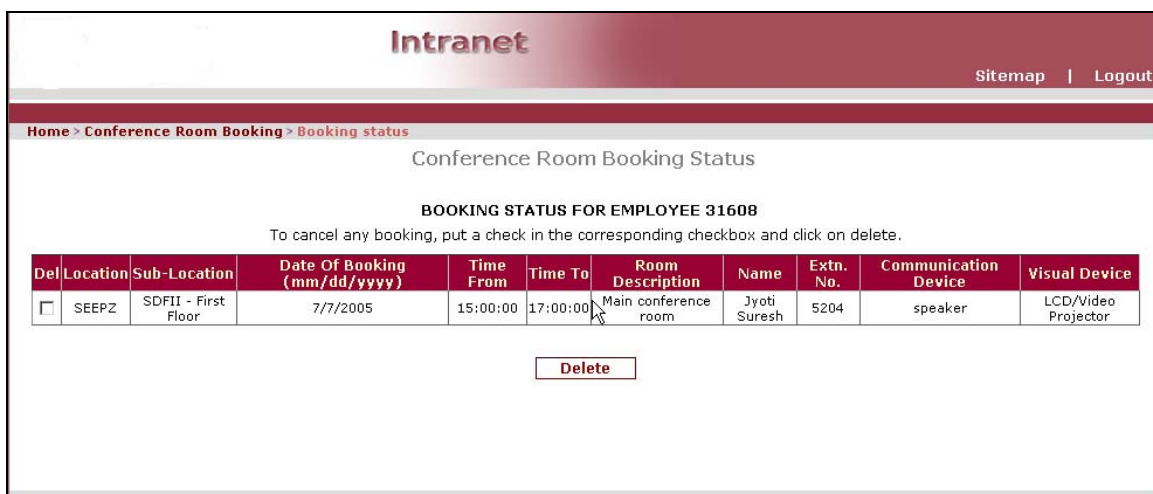 Intranet
Sitemap | Logout
Home > Conference Room Booking > Booking status
Conference Room Booking Status
BOOKING STATUS FOR EMPLOYEE 31608
To cancel any booking, put a check in the corresponding checkbox and click on delete.
Del Location Sub-Location Date Of Booking (mm/dd/yyyy) Time From Time To Room Description Name Extn. No. Communication Device Visual Device
SEEPZ SDFII - First Floor 7/7/2005 15:00:00 17:00:00 Main conference room Jyoti Suresh 5204 speaker LCD/Video Projector
Delete